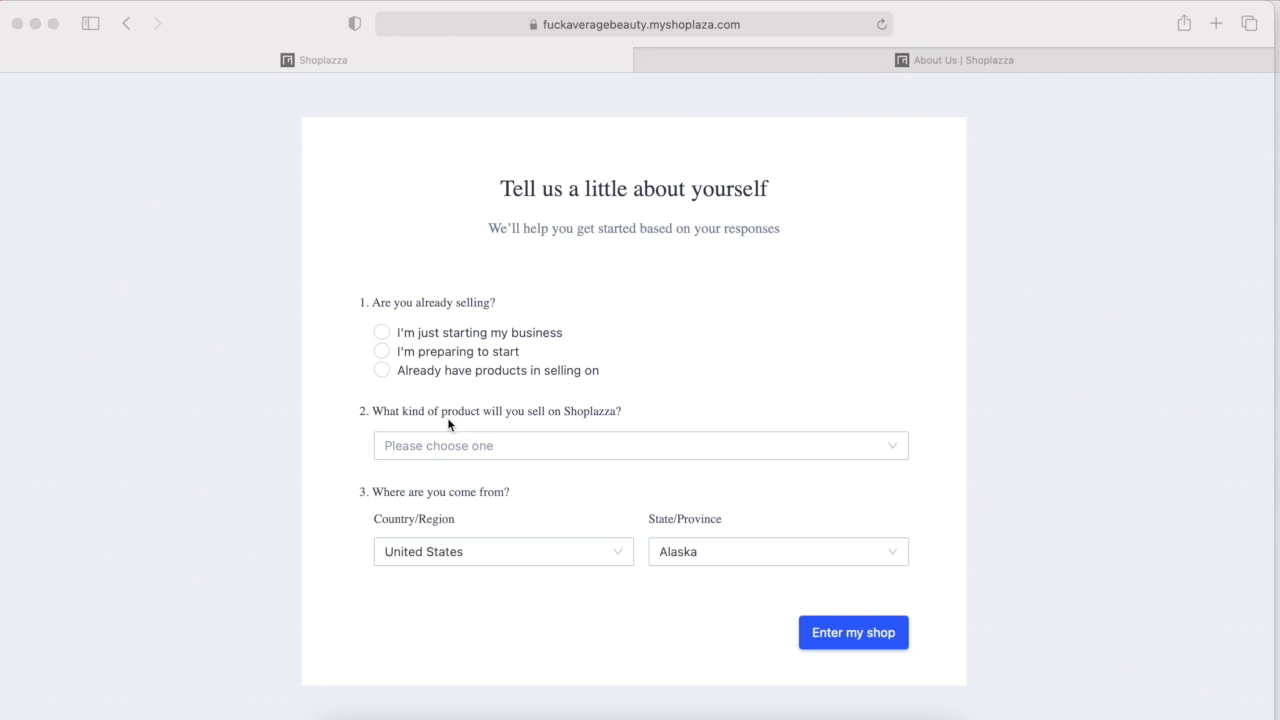 fuckaveragebeauty.myshoplaza.com
Shoplazza
About Us | Shoplazza
Tell us a little about yourself
We'll help you get started based on your responses
1. Are you already selling?
I'm just starting my business
I'm preparing to start
Already have products in selling on
2. What kind of product will you sell on Shoplazza?
Please choose one
3. Where are you come from?
Country/Region State/Province
United States Alaska
Enter my shop